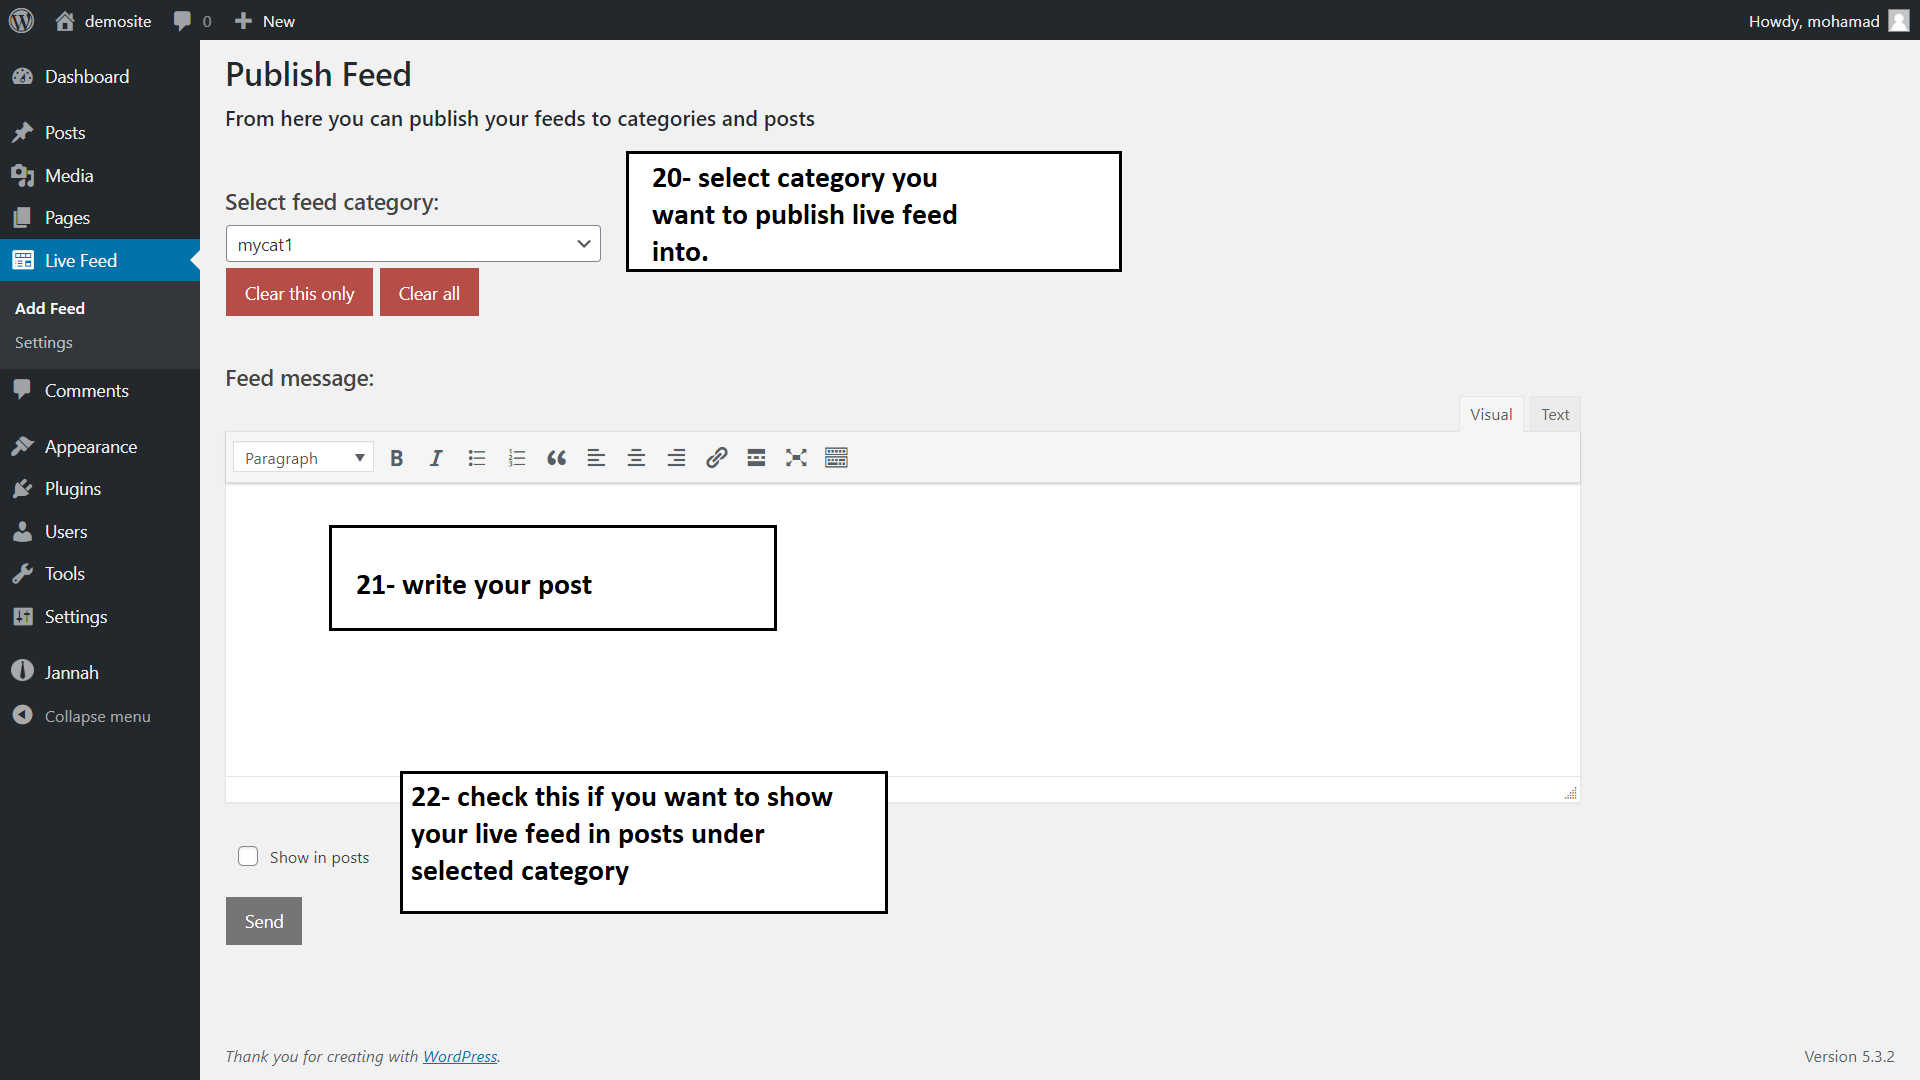 demosite
0
New
Howdy, mohamad
Dashboard
Posts
Media
Pages
Live Feed
Add Feed
Settings
Comments
Appearance
Plugins
Users
Tools
Settings
Jannah
Collapse menu
Publish Feed
From here you can publish your feeds to categories and posts
20- select category you
want to publish live feed
into.
Select feed category:
mycat1
Clear this only
Clear all
Feed message:
Visual
Text
Paragraph
21- write your post
22- check this if you want to show
your live feed in posts under
selected category
Show in posts
Send
Thank you for creating with WordPress.
Version 5.3.2